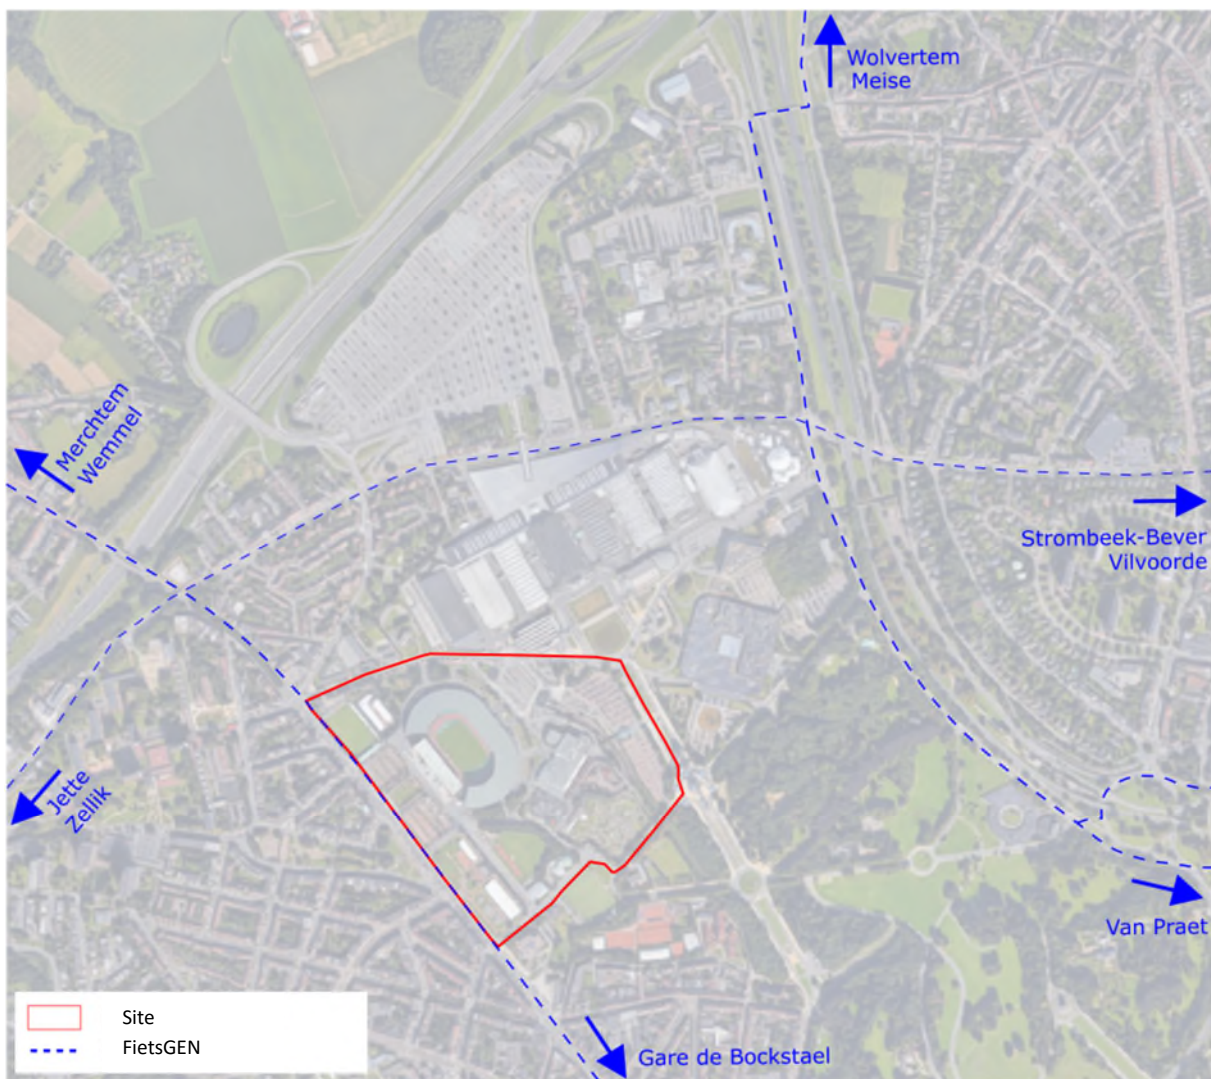 Wolvertem
Meise
Merchtem
Wemmel
Strombeek-Bever
Vilvoorde
Jette
Zellik
Van Praet
Gare de Bockstael
Site
FietsGEN